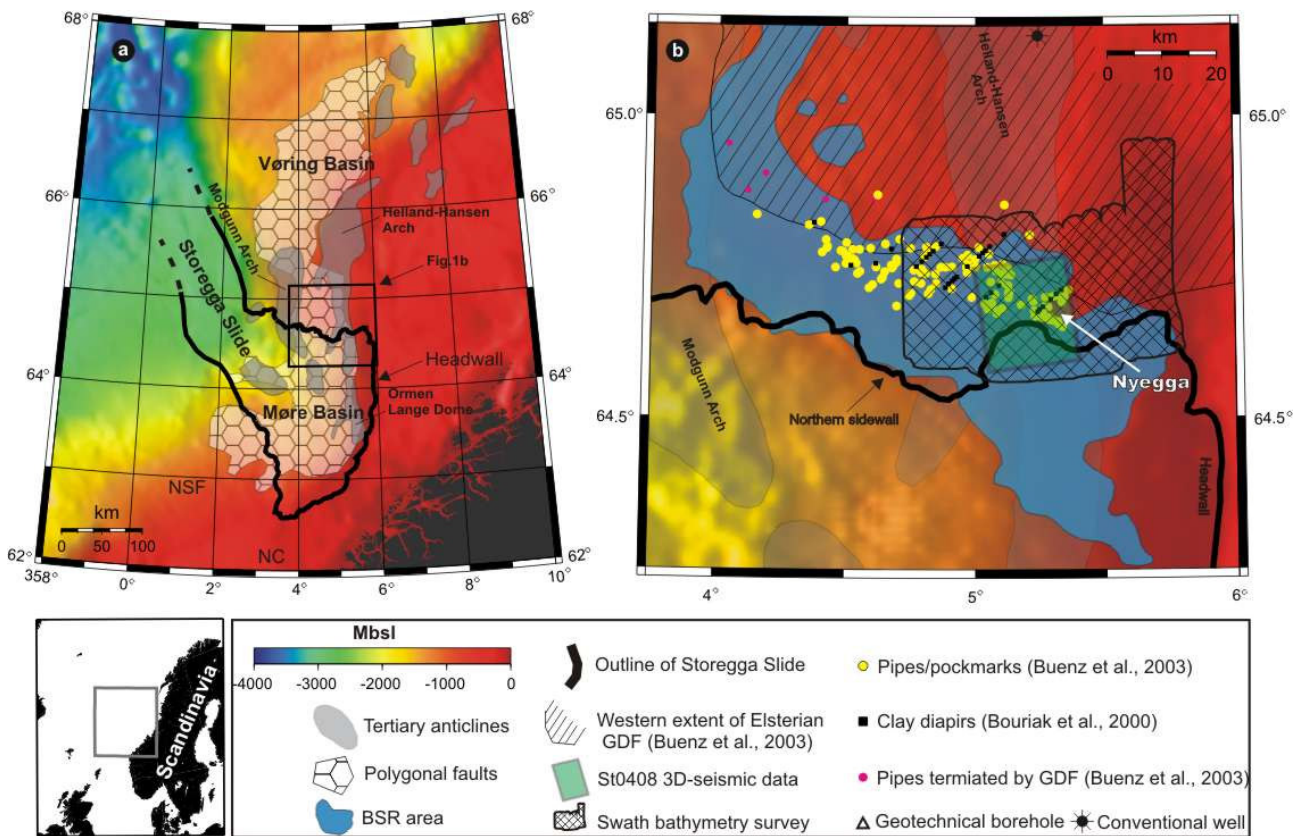 68°
68°
a
Vøring Basin
66°
66°
Modgunn Arch
Helland-Hansen
Arch
Fig.1b
Storegga Slide
64°
64°
Headwall
Ormen
Lange Dome
Møre Basin
NSF
km
0 50 100
NC
62°
62°
358° 0° 2° 4° 6° 8° 10°
b
Helland-Hansen
Arch
km
0 10 20
65.0°
65.0°
Nyegga
Modgunn Arch
Northern sidewall
64.5°
64.5°
Headwall
4° 5° 6°
Scandinavia
Mbsl
-4000 -3000 -2000 -1000 0
Tertiary anticlines
Polygonal faults
BSR area
Outline of Storegga Slide
Western extent of Elsterian
GDF (Buenz et al., 2003)
St0408 3D-seismic data
Swath bathymetry survey
Pipes/pockmarks (Buenz et al., 2003)
Clay diapirs (Bouriak et al., 2000)
Pipes termiated by GDF (Buenz et al., 2003)
Geotechnical borehole
Conventional well